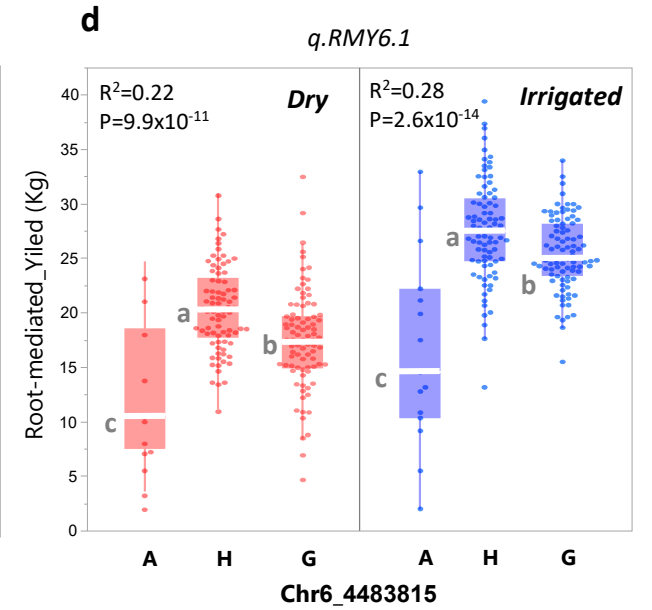 d
q.RMY6.1
R²=0.22
P=9.9x10⁻¹¹
Dry
R²=0.28
P=2.6x10⁻¹⁴
Irrigated
Root-mediated_Yiled (Kg)
40
35
30
25
20
15
10
5
0
c
a
b
c
a
b
A H G A H G
Chr6_4483815